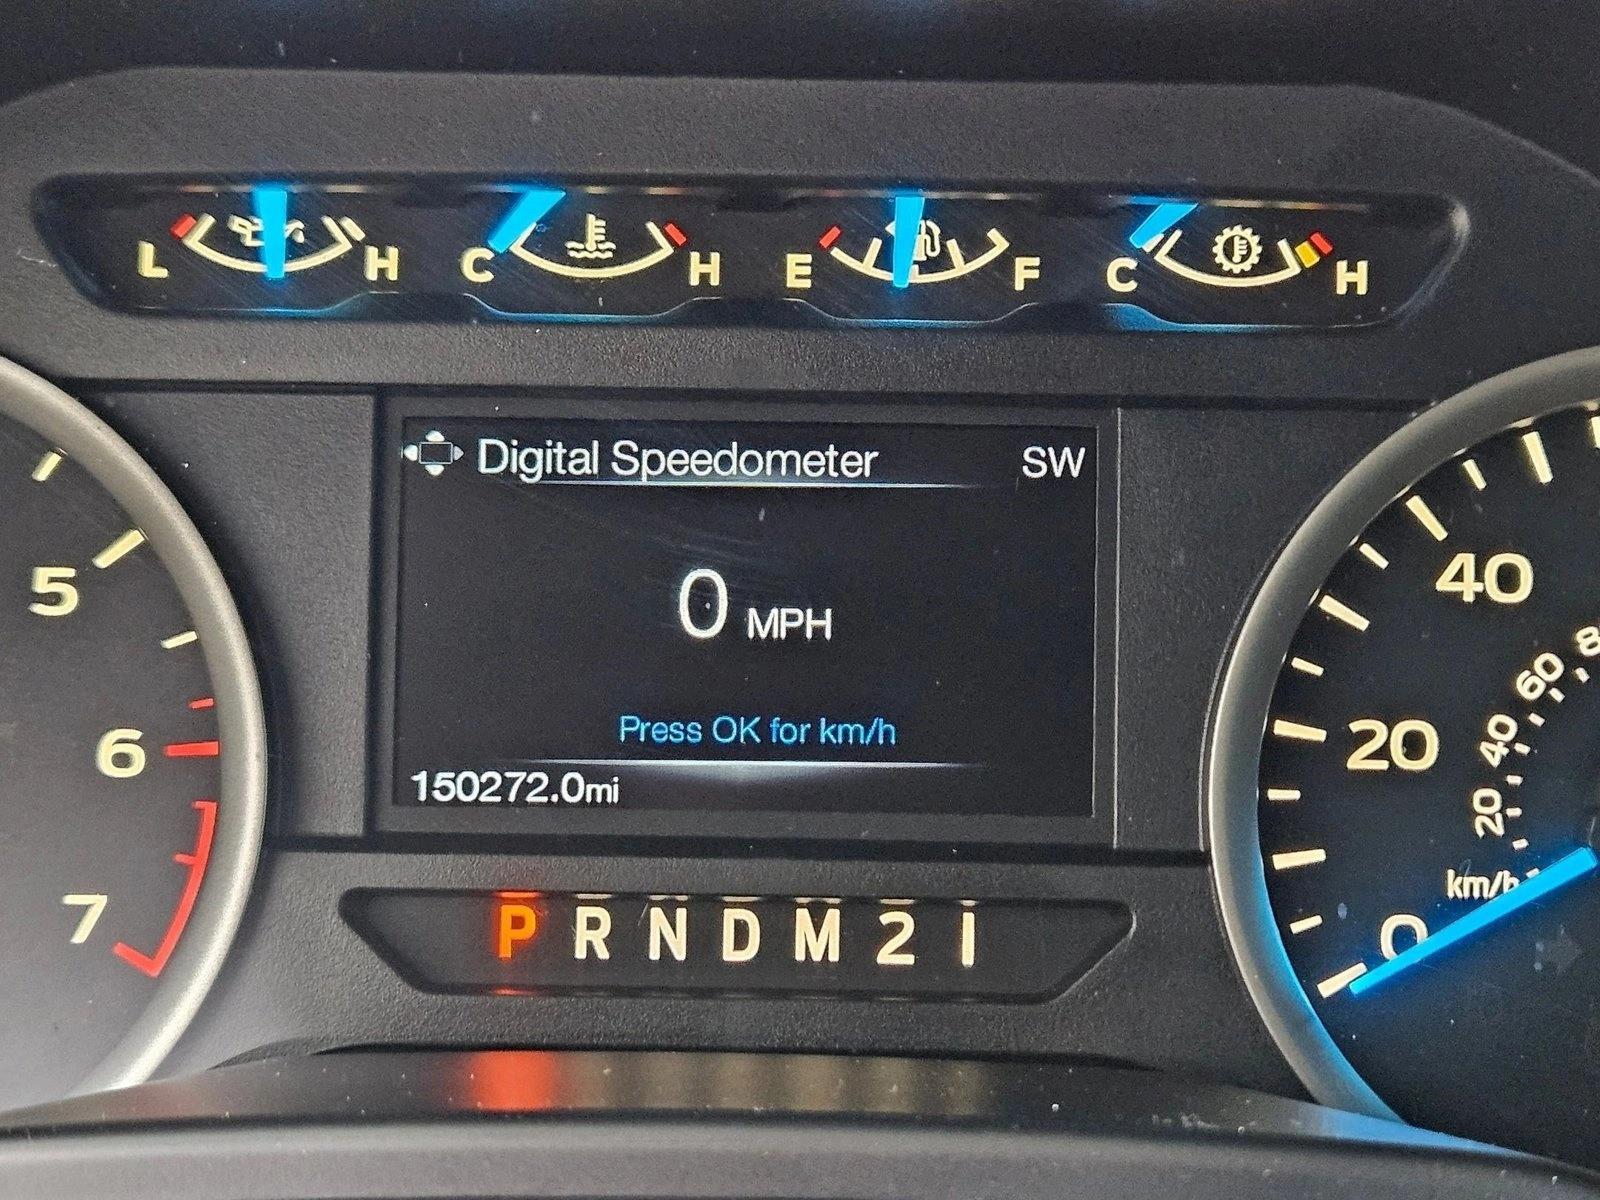 L H C H E F C H
Digital Speedometer SW
0 MPH
Press OK for km/h
150272.0mi
P R N D M 2 1
5
6
7
40
20
0
60
40
20
km/h